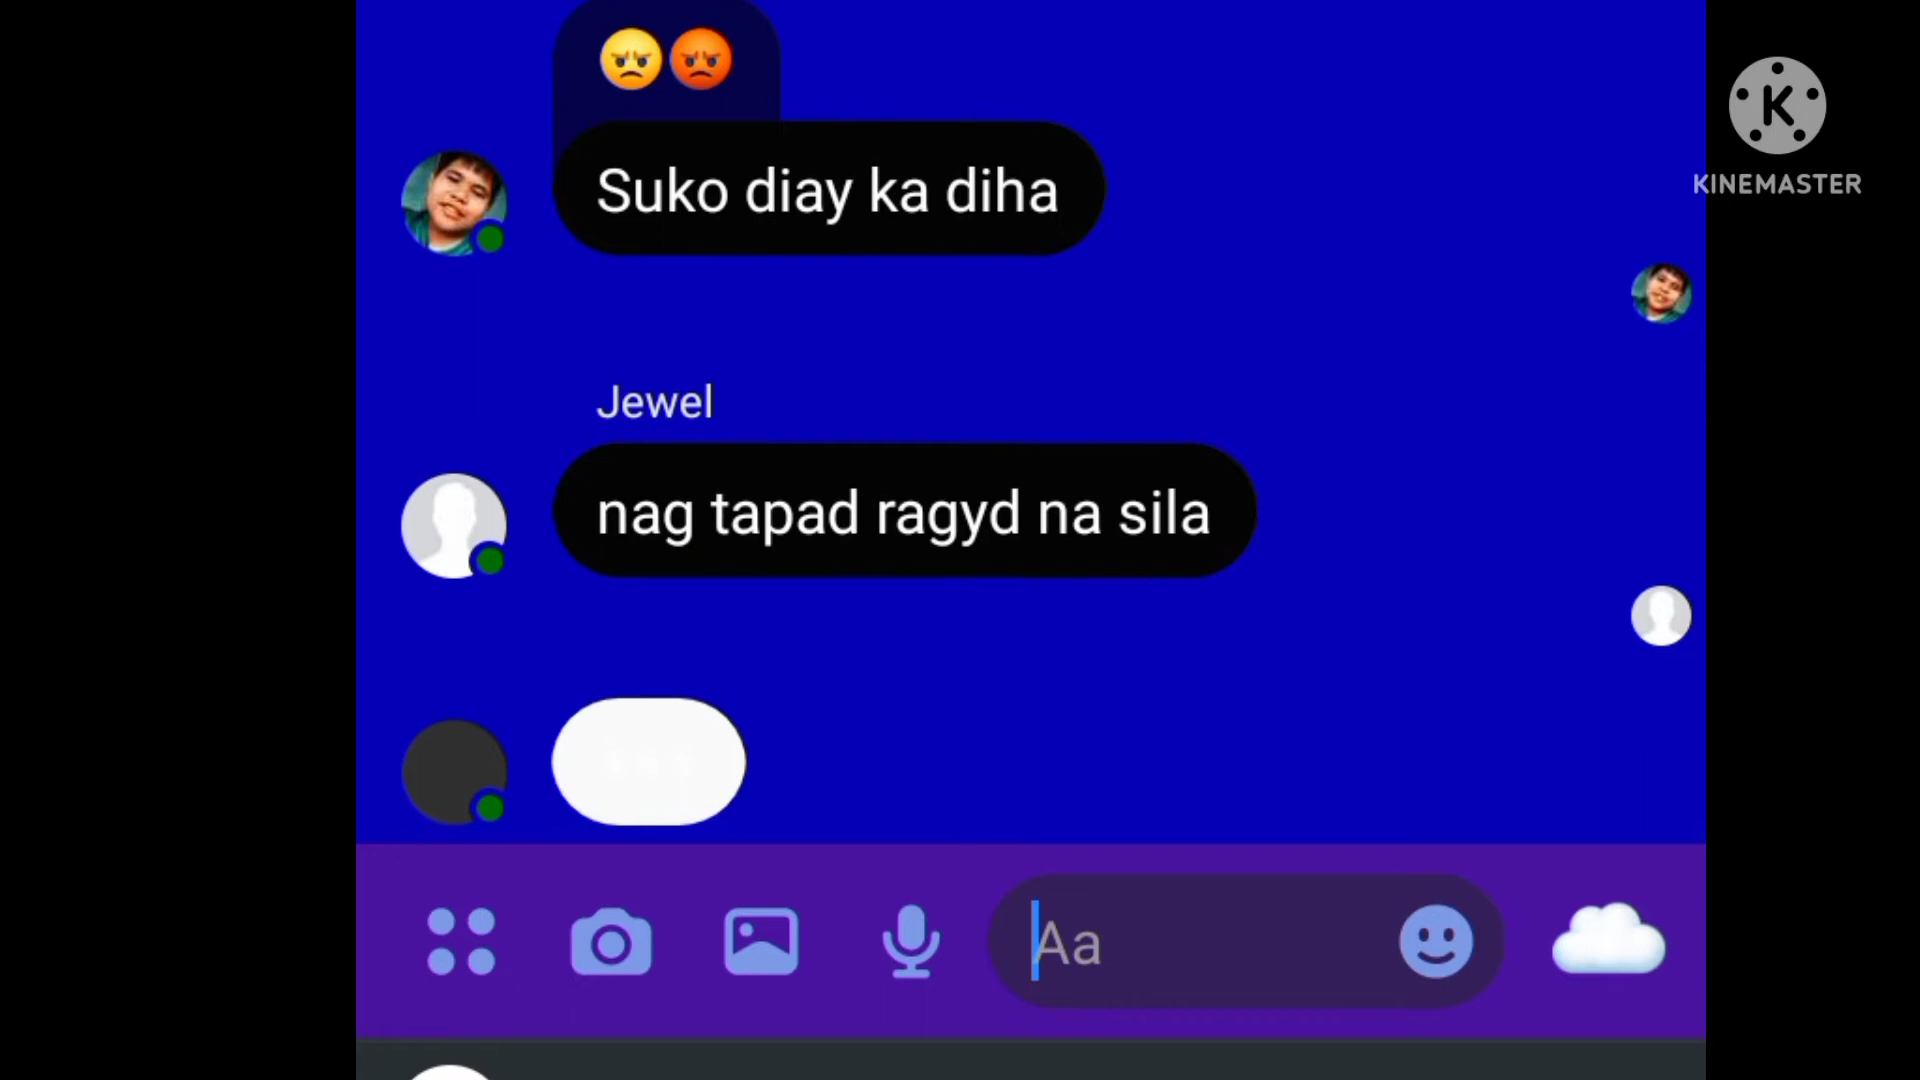 😠😡
Suko diay ka diha
Jewel
nag tapad ragyd na sila
Aa
K
KINEMASTER